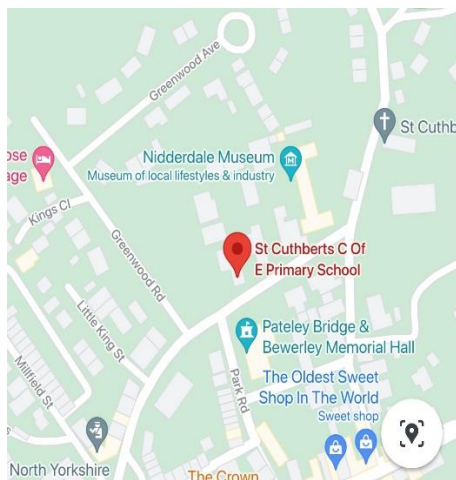 Greenwood Ave
St Cuthb
Nidderdale Museum
Museum of local lifestyles & industry
ose
age
Kings Cl
Greenwood Rd
St Cuthberts C Of
E Primary School
Little King St
Pateley Bridge &
Bewerley Memorial Hall
Millfield St
Park Rd
The Oldest Sweet
Shop In The World
Sweet shop
North Yorkshire
The Crown